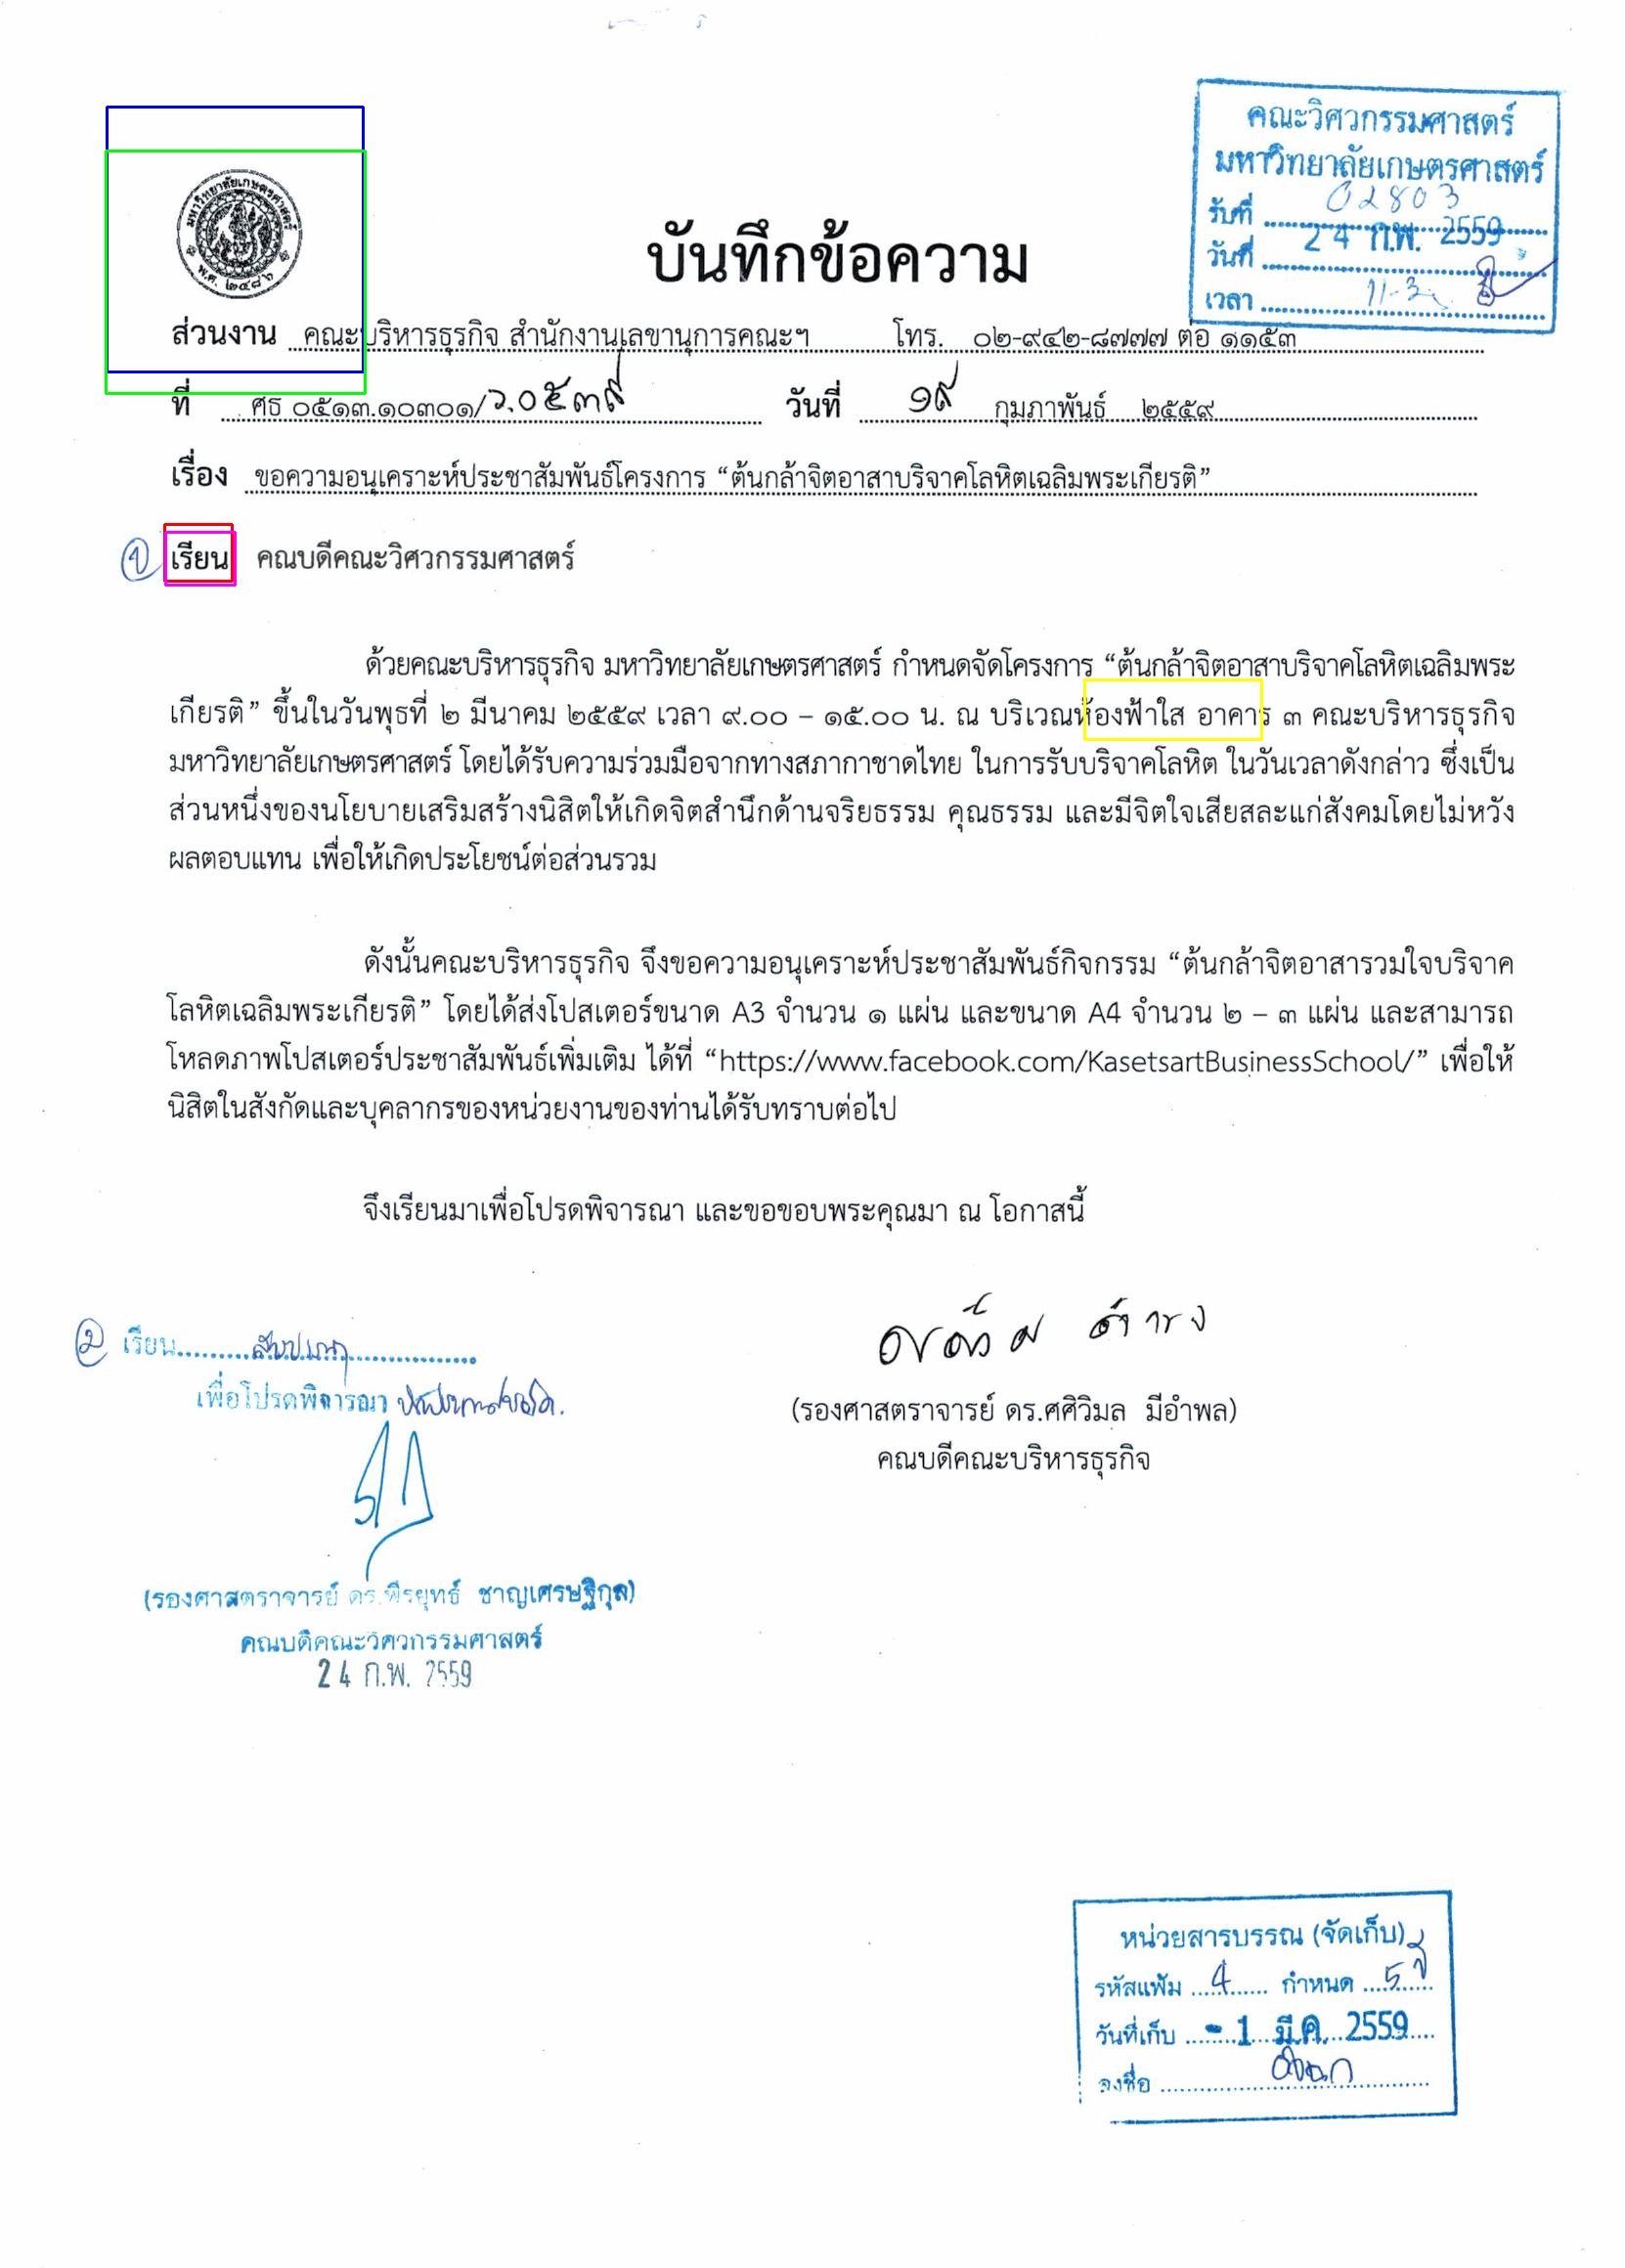 คณะวิศวกรรมศาสตร์
มหาวิทยาลัยเกษตรศาสตร์
รับที่ 02803
วันที่ 24 ก.พ. 2559
เวลา
มหาวิทยาลัยเกษตรศาสตร์
พ.ศ. ๒๔๘๖
บันทึกข้อความ
ส่วนงาน คณะบริหารธุรกิจ สำนักงานเลขานุการคณะฯ โทร. ๐๒-๙๔๒-๘๗๗๗ ต่อ ๑๑๕๓
ที่ ศธ ๐๕๑๓.๑๐๓๐๑/ว.๐๕๓๙ วันที่ ๑๙ กุมภาพันธ์ ๒๕๕๙
เรื่อง ขอความอนุเคราะห์ประชาสัมพันธ์โครงการ “ต้นกล้าจิตอาสาบริจาคโลหิตเฉลิมพระเกียรติ”
๑ เรียน คณบดีคณะวิศวกรรมศาสตร์
ด้วยคณะบริหารธุรกิจ มหาวิทยาลัยเกษตรศาสตร์ กำหนดจัดโครงการ “ต้นกล้าจิตอาสาบริจาคโลหิตเฉลิมพระ
เกียรติ” ขึ้นในวันพุธที่ ๒ มีนาคม ๒๕๕๙ เวลา ๙.๐๐ – ๑๕.๐๐ น. ณ บริเวณห้องฟ้าใส อาคาร ๓ คณะบริหารธุรกิจ
มหาวิทยาลัยเกษตรศาสตร์ โดยได้รับความร่วมมือจากทางสภากาชาดไทย ในการรับบริจาคโลหิต ในวันเวลาดังกล่าว ซึ่งเป็น
ส่วนหนึ่งของนโยบายเสริมสร้างนิสิตให้เกิดจิตสำนึกด้านจริยธรรม คุณธรรม และมีจิตใจเสียสละแก่สังคมโดยไม่หวัง
ผลตอบแทน เพื่อให้เกิดประโยชน์ต่อส่วนรวม
ดังนั้นคณะบริหารธุรกิจ จึงขอความอนุเคราะห์ประชาสัมพันธ์กิจกรรม “ต้นกล้าจิตอาสารวมใจบริจาค
โลหิตเฉลิมพระเกียรติ” โดยได้ส่งโปสเตอร์ขนาด A3 จำนวน ๑ แผ่น และขนาด A4 จำนวน ๒ – ๓ แผ่น และสามารถ
โหลดภาพโปสเตอร์ประชาสัมพันธ์เพิ่มเติม ได้ที่ “https://www.facebook.com/KasetsartBusinessSchool/” เพื่อให้
นิสิตในสังกัดและบุคลากรของหน่วยงานของท่านได้รับทราบต่อไป
จึงเรียนมาเพื่อโปรดพิจารณา และขอขอบพระคุณมา ณ โอกาสนี้
(รองศาสตราจารย์ ดร.ศศิวิมล มีอำพล)
คณบดีคณะบริหารธุรกิจ
๒ เรียน
เพื่อโปรดพิจารณา
(รองศาสตราจารย์ ดร.พีรยุทธ์ ชาญเศรษฐิกุล)
คณบดีคณะวิศวกรรมศาสตร์
24 ก.พ. 2559
หน่วยสารบรรณ (จัดเก็บ)
รหัสแฟ้ม 4 กำหนด 5 ปี
วันที่เก็บ - 1 มี.ค. 2559
ลงชื่อ